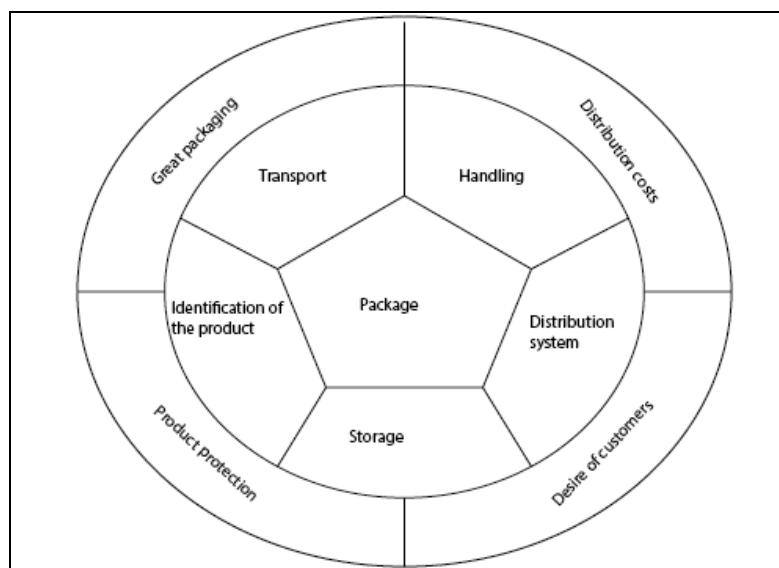 Great packaging
Distribution costs
Transport
Handling
Identification of
the product
Package
Distribution
system
Storage
Product protection
Desire of customers